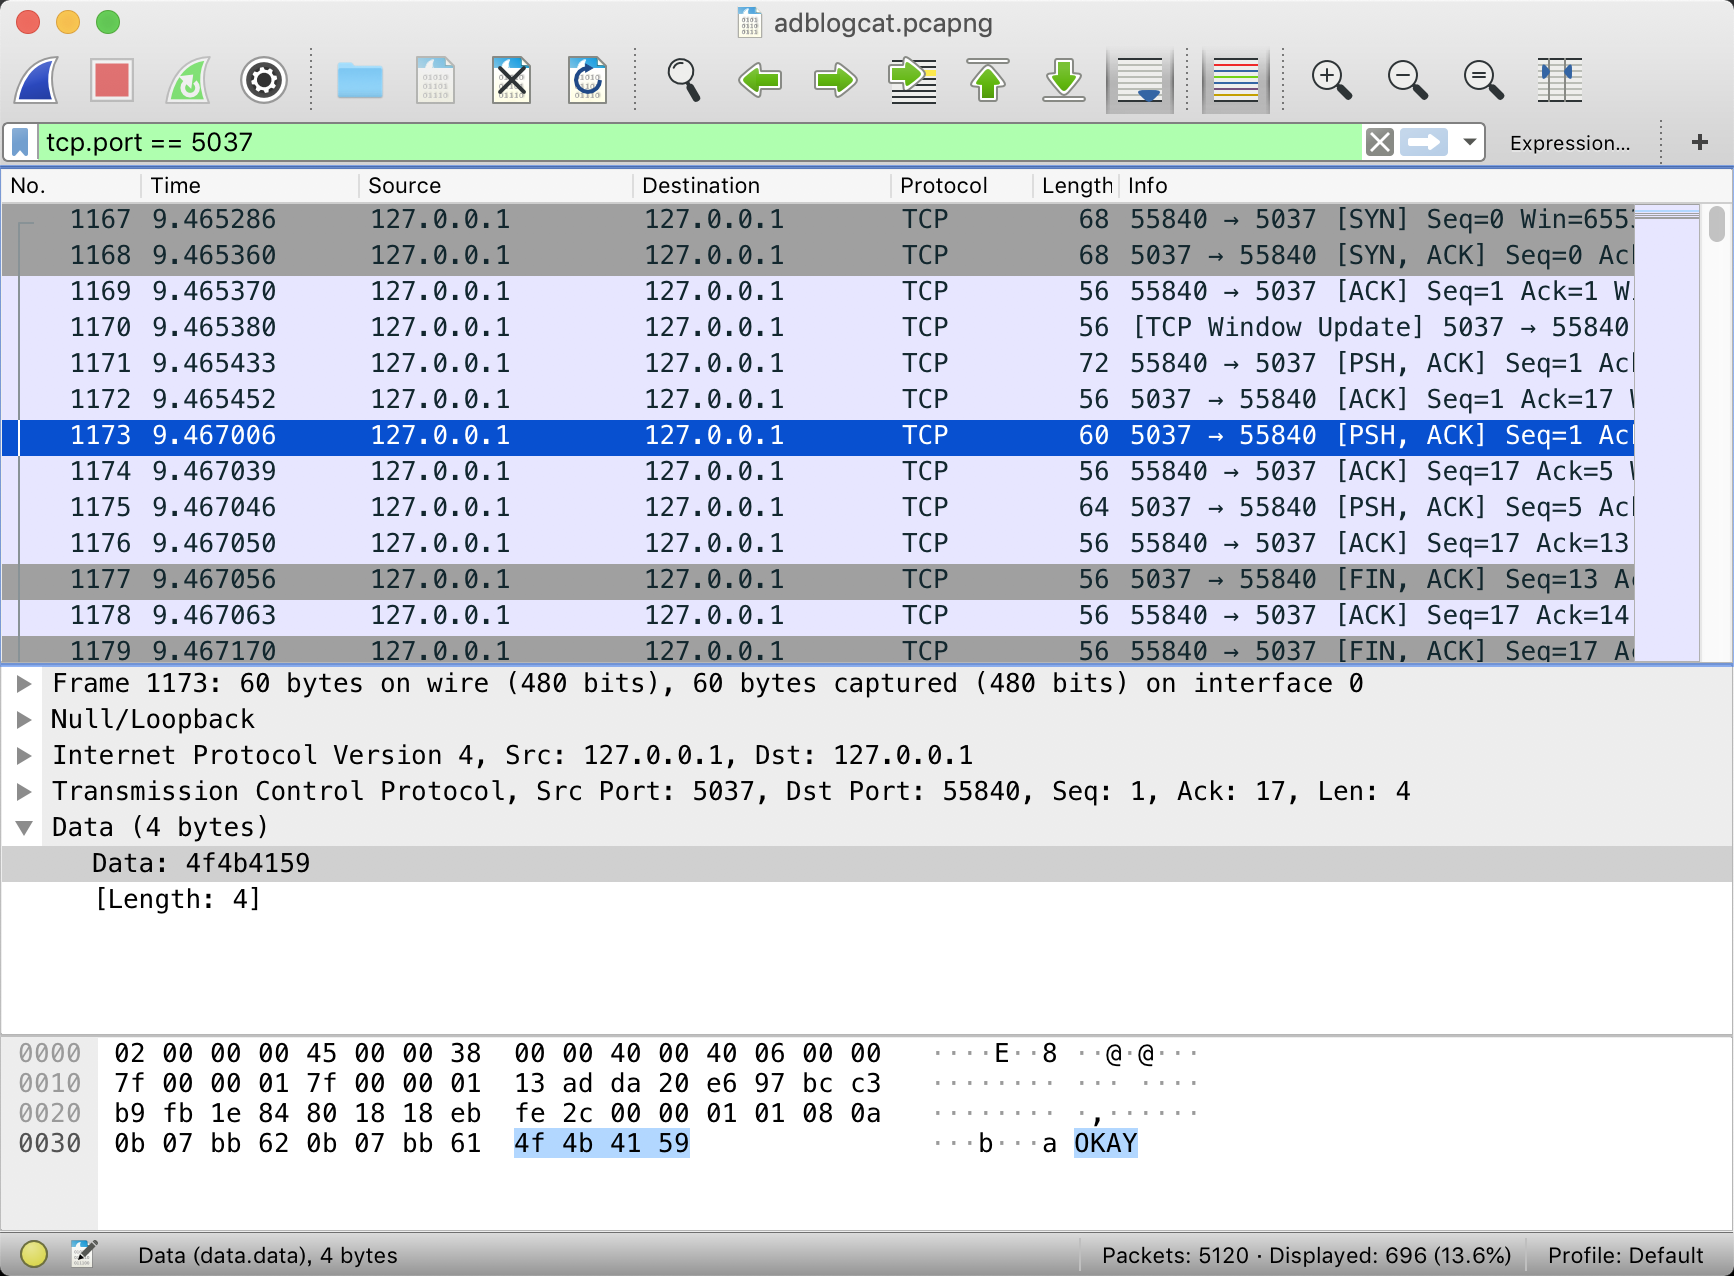 adblogcat.pcapng
tcp.port == 5037
Expression... +
No. Time Source Destination Protocol Length Info
1167 9.465286 127.0.0.1 127.0.0.1 TCP 68 55840 → 5037 [SYN] Seq=0 Win=655
1168 9.465360 127.0.0.1 127.0.0.1 TCP 68 5037 → 55840 [SYN, ACK] Seq=0 Ac
1169 9.465370 127.0.0.1 127.0.0.1 TCP 56 55840 → 5037 [ACK] Seq=1 Ack=1 W
1170 9.465380 127.0.0.1 127.0.0.1 TCP 56 [TCP Window Update] 5037 → 55840
1171 9.465433 127.0.0.1 127.0.0.1 TCP 72 55840 → 5037 [PSH, ACK] Seq=1 Ac
1172 9.465452 127.0.0.1 127.0.0.1 TCP 56 5037 → 55840 [ACK] Seq=1 Ack=17
1173 9.467006 127.0.0.1 127.0.0.1 TCP 60 5037 → 55840 [PSH, ACK] Seq=1 Ac
1174 9.467039 127.0.0.1 127.0.0.1 TCP 56 55840 → 5037 [ACK] Seq=17 Ack=5
1175 9.467046 127.0.0.1 127.0.0.1 TCP 64 5037 → 55840 [PSH, ACK] Seq=5 Ac
1176 9.467050 127.0.0.1 127.0.0.1 TCP 56 55840 → 5037 [ACK] Seq=17 Ack=13
1177 9.467056 127.0.0.1 127.0.0.1 TCP 56 5037 → 55840 [FIN, ACK] Seq=13 A
1178 9.467063 127.0.0.1 127.0.0.1 TCP 56 55840 → 5037 [ACK] Seq=17 Ack=14
1179 9.467170 127.0.0.1 127.0.0.1 TCP 56 55840 → 5037 [FIN, ACK] Seq=17 A
Frame 1173: 60 bytes on wire (480 bits), 60 bytes captured (480 bits) on interface 0
Null/Loopback
Internet Protocol Version 4, Src: 127.0.0.1, Dst: 127.0.0.1
Transmission Control Protocol, Src Port: 5037, Dst Port: 55840, Seq: 1, Ack: 17, Len: 4
Data (4 bytes)
Data: 4f4b4159
[Length: 4]
0000 02 00 00 00 45 00 00 38 00 00 40 00 40 06 00 00 ····E··8 ··@·@···
0010 7f 00 00 01 7f 00 00 01 13 ad da 20 e6 97 bc c3 ········ ··· ····
0020 b9 fb 1e 84 80 18 18 eb fe 2c 00 00 01 01 08 0a ········ ·,······
0030 0b 07 bb 62 0b 07 bb 61 4f 4b 41 59 ···b···a OKAY
Data (data.data), 4 bytes
Packets: 5120 · Displayed: 696 (13.6%)
Profile: Default